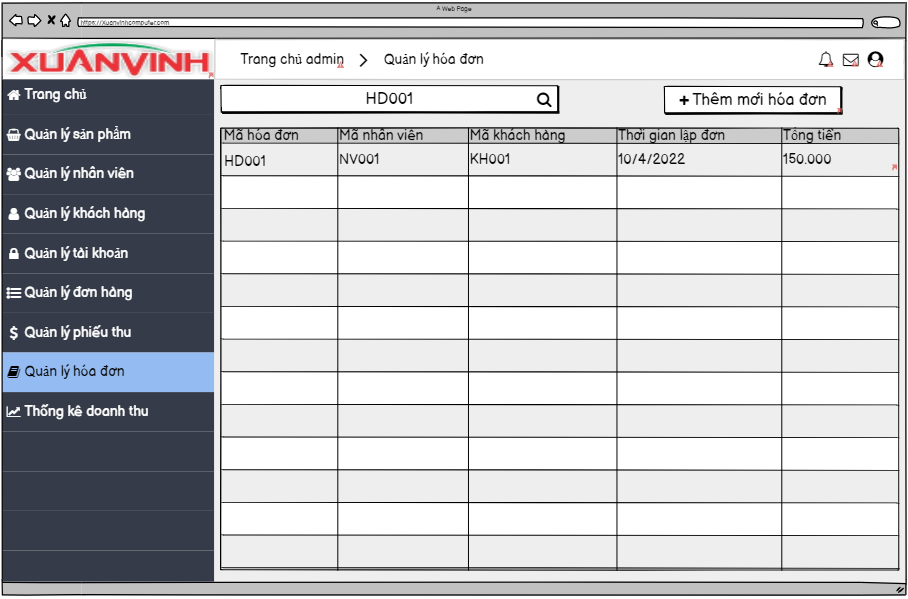 A Web Page
https://xuanvinhcomputer.com
XUÂNVINH
Trang chủ admin
Quản lý hóa đơn
Trang chủ
Quản lý sản phẩm
Quản lý nhân viên
Quản lý khách hàng
Quản lý tài khoản
Quản lý đơn hàng
Quản lý phiếu thu
Quản lý hóa đơn
Thống kê doanh thu
HD001
+ Thêm mới hóa đơn
Mã hóa đơn Mã nhân viên Mã khách hàng Thời gian lập đơn Tổng tiền
HD001 NV001 KH001 10/4/2022 150.000